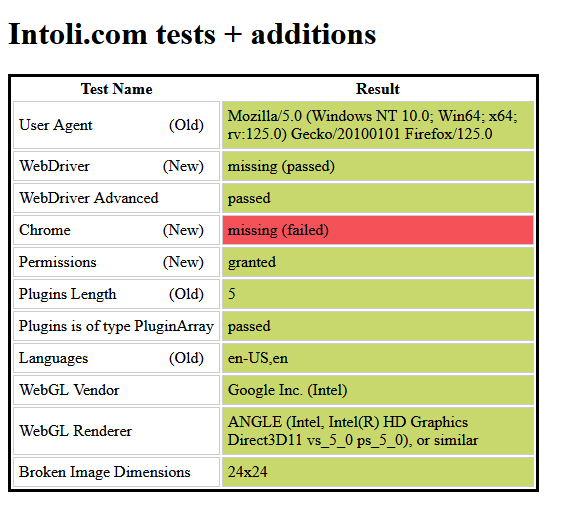 Intoli.com tests + additions
Test Name Result
User Agent (Old) Mozilla/5.0 (Windows NT 10.0; Win64; x64;
rv:125.0) Gecko/20100101 Firefox/125.0
WebDriver (New) missing (passed)
WebDriver Advanced passed
Chrome (New) missing (failed)
Permissions (New) granted
Plugins Length (Old) 5
Plugins is of type PluginArray passed
Languages (Old) en-US,en
WebGL Vendor Google Inc. (Intel)
WebGL Renderer ANGLE (Intel, Intel(R) HD Graphics
Direct3D11 vs_5_0 ps_5_0), or similar
Broken Image Dimensions 24x24